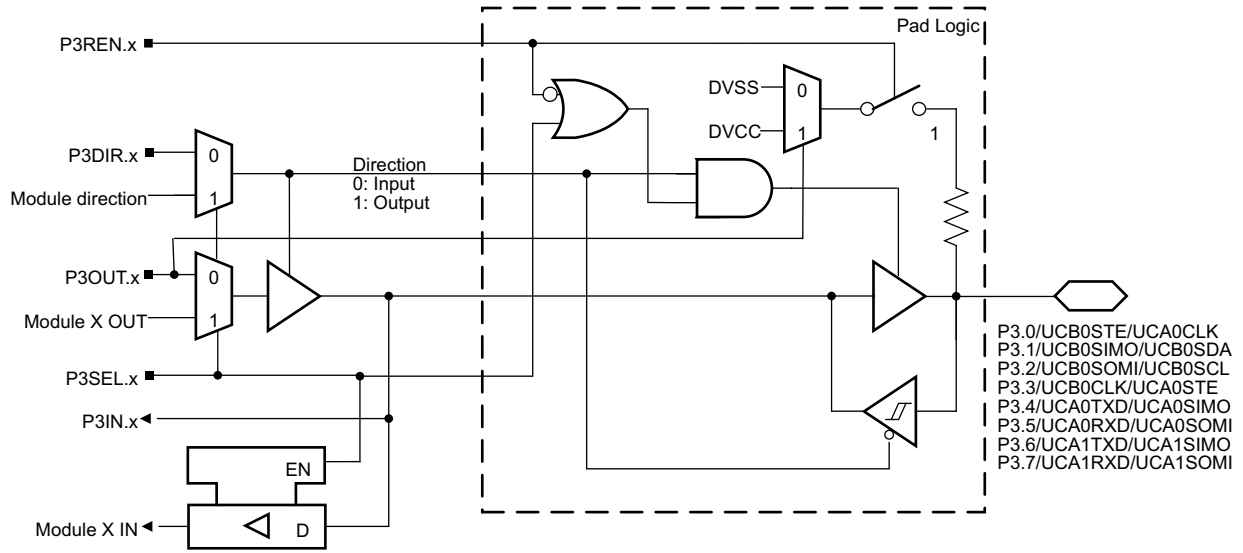 Pad Logic
P3REN.x
DVSS
0
DVCC
1
1
P3DIR.x
0
Module direction
1
Direction
0: Input
1: Output
P3OUT.x
0
Module X OUT
1
P3SEL.x
P3IN.x
EN
Module X IN
D
P3.0/UCB0STE/UCA0CLK
P3.1/UCB0SIMO/UCB0SDA
P3.2/UCB0SOMI/UCB0SCL
P3.3/UCB0CLK/UCA0STE
P3.4/UCA0TXD/UCA0SIMO
P3.5/UCA0RXD/UCA0SOMI
P3.6/UCA1TXD/UCA1SIMO
P3.7/UCA1RXD/UCA1SOMI